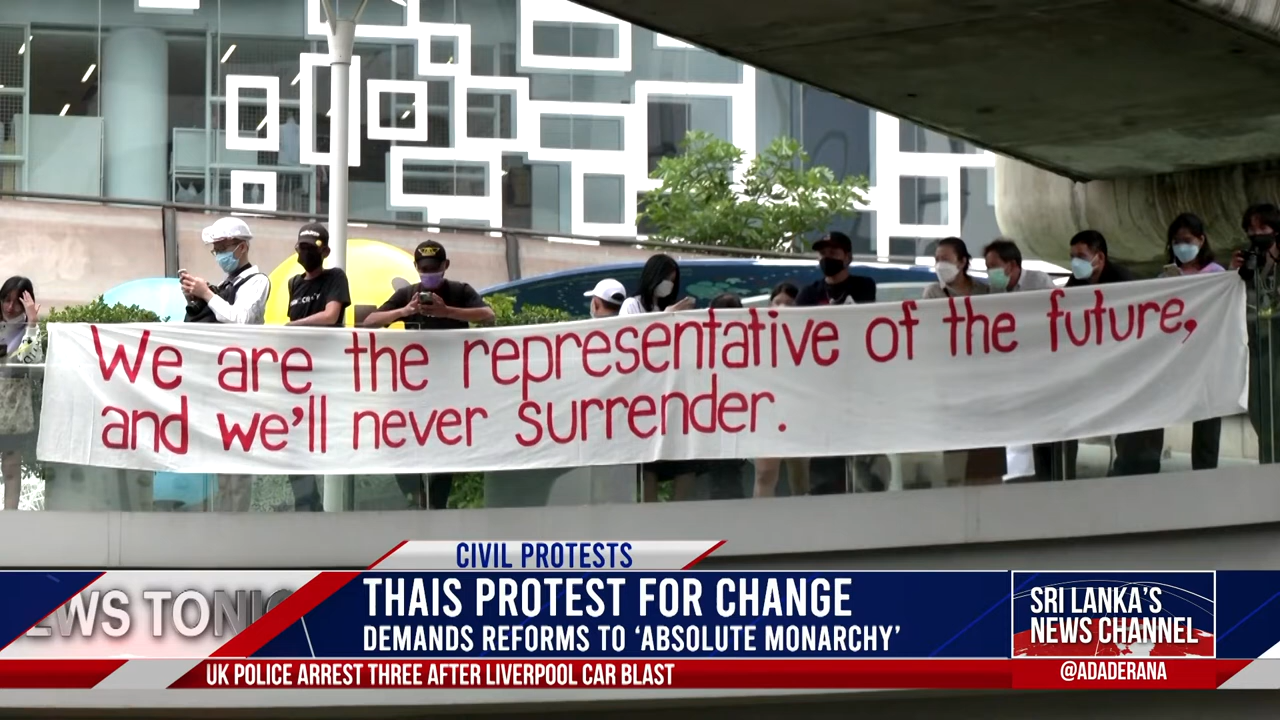 We are the representative of the future,
and we'll never surrender.
CIVIL PROTESTS
THAIS PROTEST FOR CHANGE
DEMANDS REFORMS TO ‘ABSOLUTE MONARCHY’
SRI LANKA'S
NEWS CHANNEL
UK POLICE ARREST THREE AFTER LIVERPOOL CAR BLAST
@ADADERANA